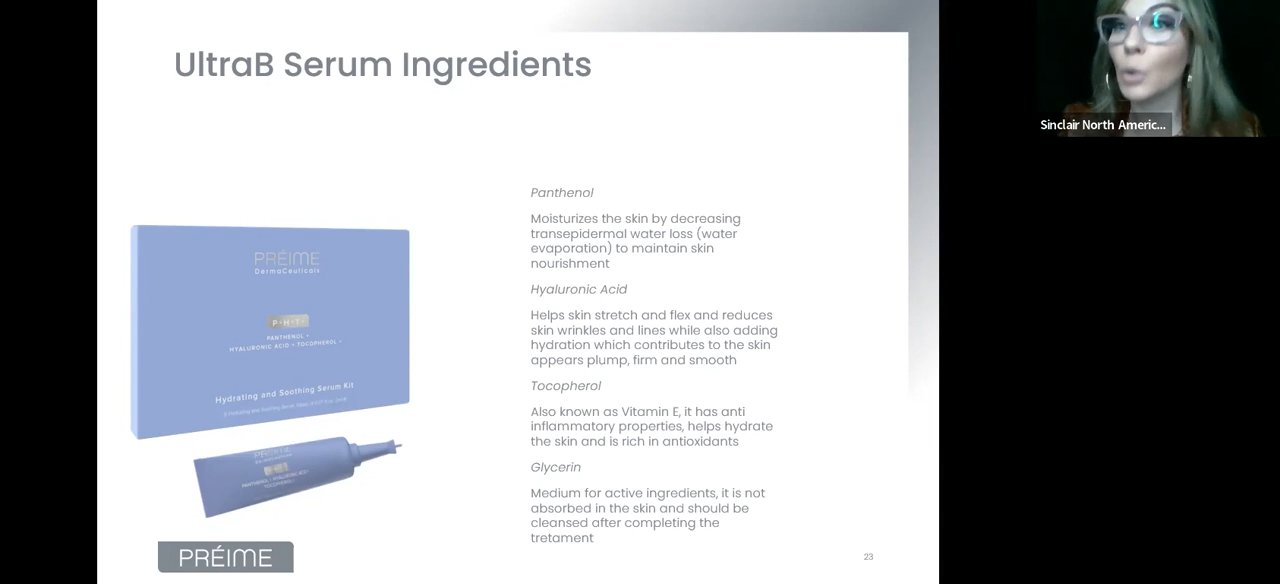 UltraB Serum Ingredients
Sinclair North Americ...
Panthenol
Moisturizes the skin by decreasing
transepidermal water loss (water
evaporation) to maintain skin
nourishment
Hyaluronic Acid
Helps skin stretch and flex and reduces
skin wrinkles and lines while also adding
hydration which contributes to the skin
appears plump, firm and smooth
Tocopherol
Also known as Vitamin E, it has anti
inflammatory properties, helps hydrate
the skin and is rich in antioxidants
Glycerin
Medium for active ingredients, it is not
absorbed in the skin and should be
cleansed after completing the
tretament
PRÉIME
DermaCeuticals
P+H+T+
PANTHENOL +
HYALURONIC ACID + TOCOPHEROL +
Hydrating and Soothing Serum Kit
PRÉIME
PANTHENOL + HYALURONIC ACID +
TOCOPHEROL +
PRÉIME
23